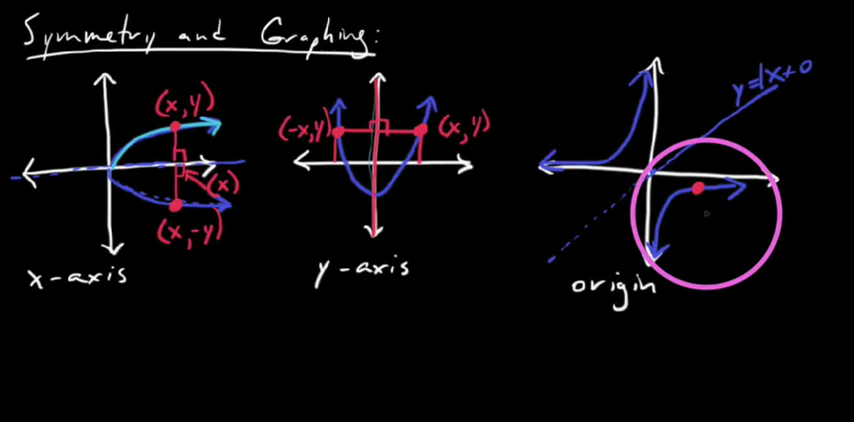 Symmetry and Graphing:
(x,y)
(x)
(x,-y)
x-axis
(-x,y)
(x,y)
y-axis
y=1x+0
origin